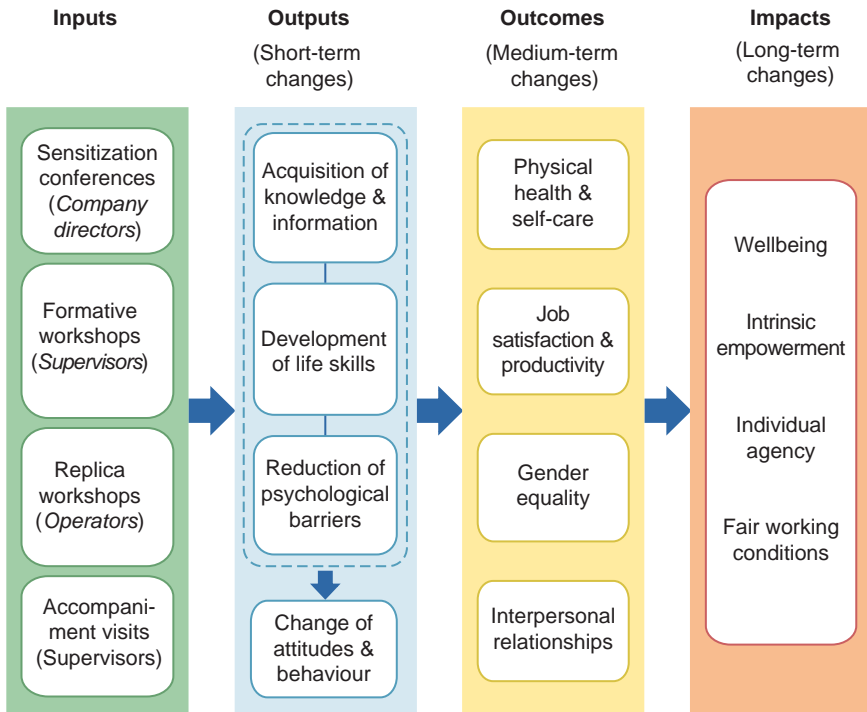 Inputs
Outputs
(Short-term
changes)
Outcomes
(Medium-term
changes)
Impacts
(Long-term
changes)
Sensitization
conferences
(Company
directors)
Formative
workshops
(Supervisors)
Replica
workshops
(Operators)
Accompani-
ment visits
(Supervisors)
Acquisition of
knowledge &
information
Development
of life skills
Reduction of
psychological
barriers
Change of
attitudes &
behaviour
Physical
health &
self-care
Job
satisfaction &
productivity
Gender
equality
Interpersonal
relationships
Wellbeing
Intrinsic
empowerment
Individual
agency
Fair working
conditions